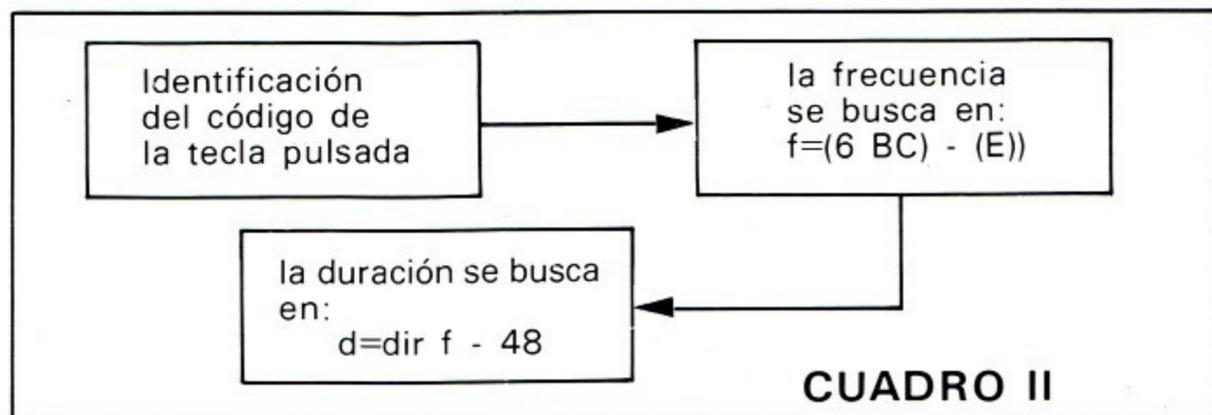 Identificación
del código de
la tecla pulsada
la frecuencia
se busca en:
f=(6 BC) - (E))
la duración se busca
en:
d=dir f - 48
CUADRO II